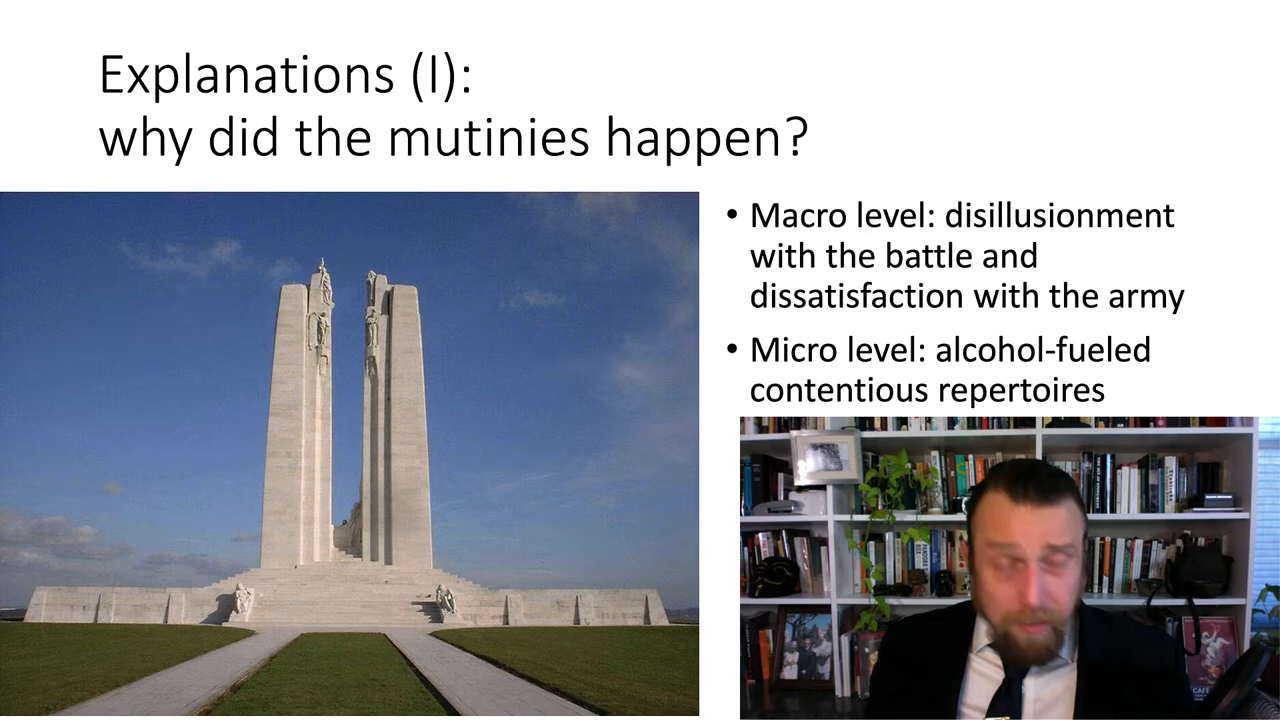 Explanations (I):
why did the mutinies happen?
• Macro level: disillusionment
with the battle and
dissatisfaction with the army
• Micro level: alcohol-fueled
contentious repertoires
CAFÉ